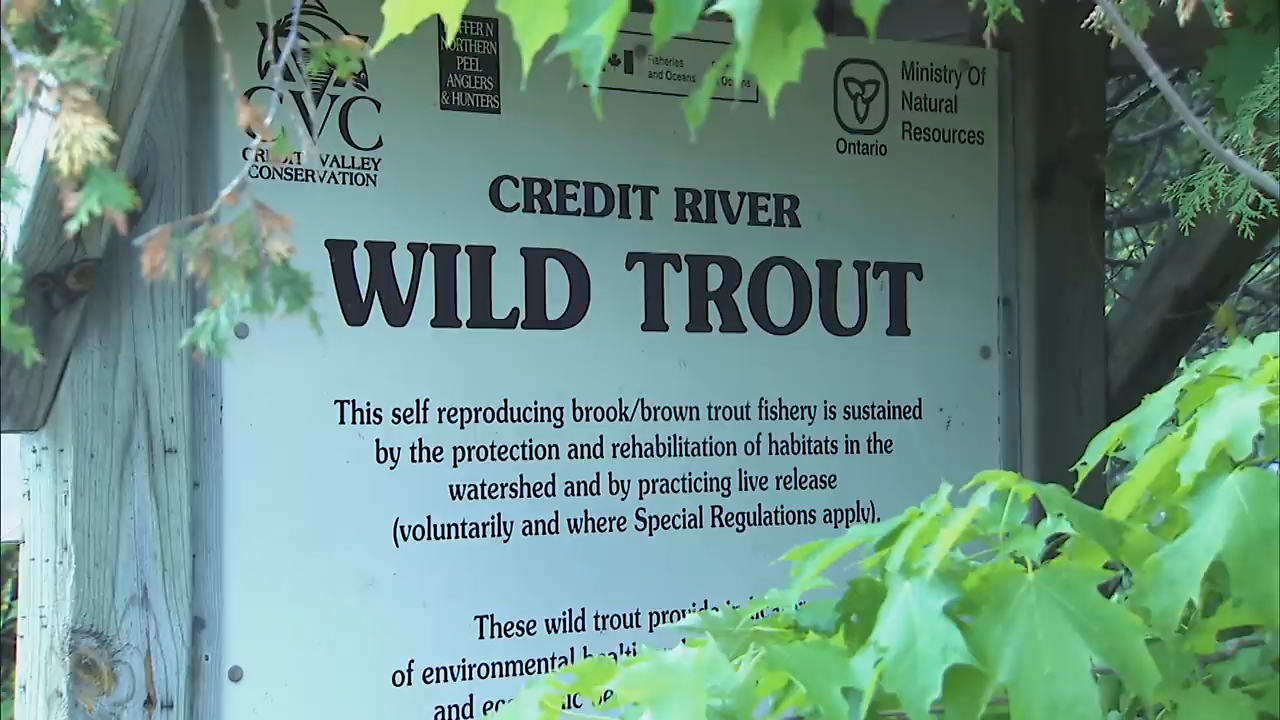 CVC
CREDIT VALLEY
CONSERVATION
NORTHERN
PEEL
ANGLERS
& HUNTERS
Fisheries
and Oceans
Ontario
Ministry Of
Natural
Resources
CREDIT RIVER
WILD TROUT
This self reproducing brook/brown trout fishery is sustained
by the protection and rehabilitation of habitats in the
watershed and by practicing live release
(voluntarily and where Special Regulations apply).
These wild trout provide
of environmental
and